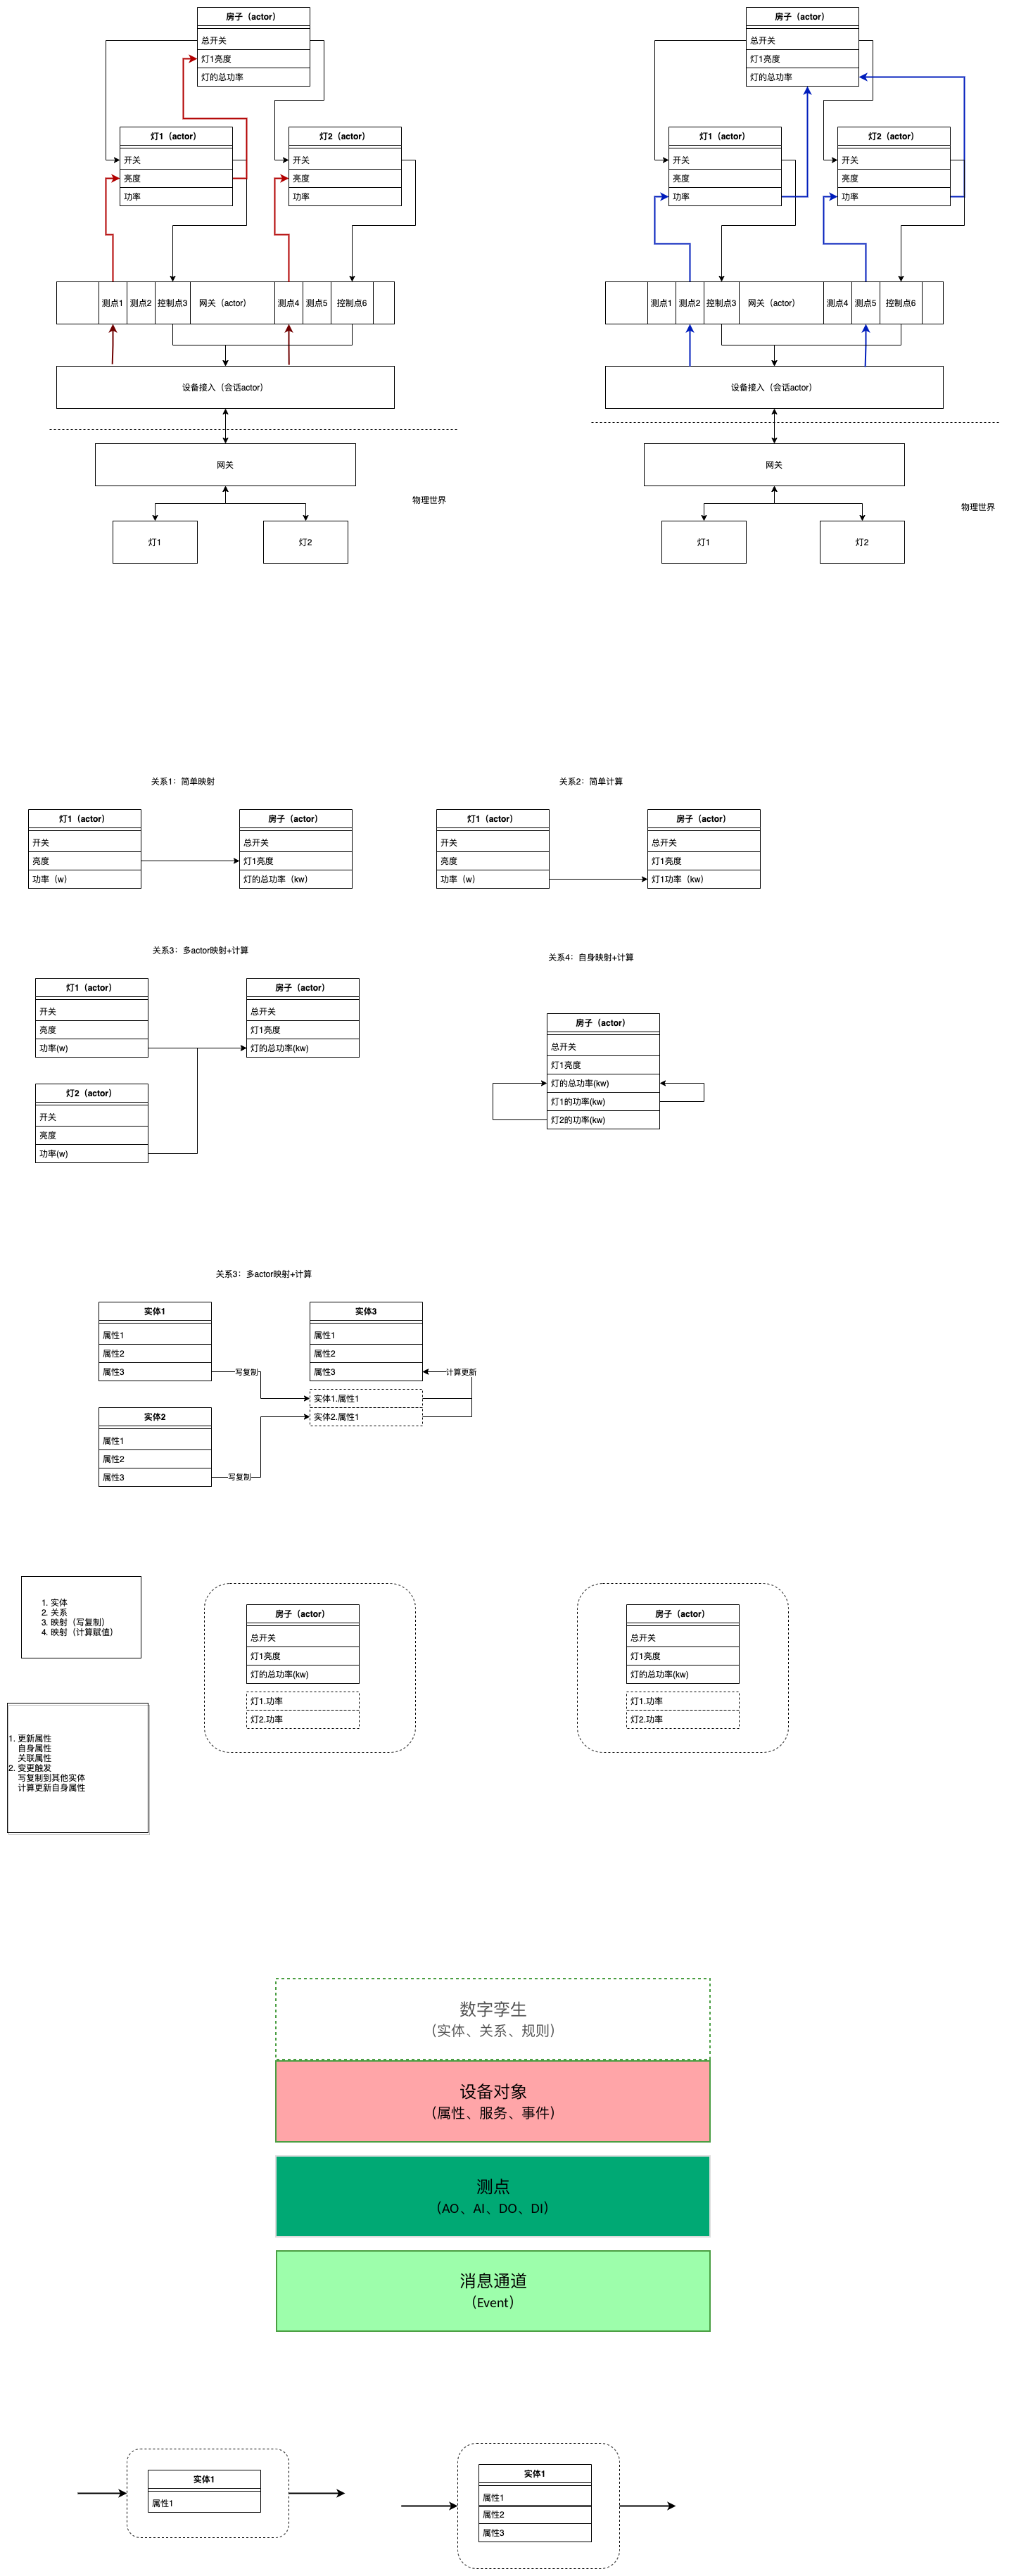 房子（actor）
总开关
灯1亮度
灯的总功率
灯1（actor）
开关
亮度
功率
灯2（actor）
开关
亮度
功率
测点1
测点2
控制点3
网关（actor）
测点4
测点5
控制点6
设备接入（会话actor）
网关
物理世界
灯1
灯2
房子（actor）
总开关
灯1亮度
灯的总功率
灯1（actor）
开关
亮度
功率
灯2（actor）
开关
亮度
功率
测点1
测点2
控制点3
网关（actor）
测点4
测点5
控制点6
设备接入（会话actor）
网关
物理世界
灯1
灯2
关系1：简单映射
灯1（actor）
开关
亮度
功率（w）
房子（actor）
总开关
灯1亮度
灯的总功率（kw）
关系2：简单计算
灯1（actor）
开关
亮度
功率（w）
房子（actor）
总开关
灯1亮度
灯1功率（kw）
关系3：多actor映射+计算
灯1（actor）
开关
亮度
功率(w)
房子（actor）
总开关
灯1亮度
灯的总功率(kw)
灯2（actor）
开关
亮度
功率(w)
关系4：自身映射+计算
房子（actor）
总开关
灯1亮度
灯的总功率(kw)
灯1的功率(kw)
灯2的功率(kw)
关系3：多actor映射+计算
实体1
属性1
属性2
属性3
写复制
实体3
属性1
属性2
属性3
计算更新
实体1.属性1
实体2.属性1
实体2
属性1
属性2
属性3
写复制
1. 实体
2. 关系
3. 映射（写复制）
4. 映射（计算赋值）
房子（actor）
总开关
灯1亮度
灯的总功率(kw)
灯1.功率
灯2.功率
房子（actor）
总开关
灯1亮度
灯的总功率(kw)
灯1.功率
灯2.功率
1. 更新属性
自身属性
关联属性
2. 变更触发
写复制到其他实体
计算更新自身属性
数字孪生
（实体、关系、规则）
设备对象
（属性、服务、事件）
测点
（AO、AI、DO、DI）
消息通道
（Event）
实体1
属性1
实体1
属性1
属性2
属性3